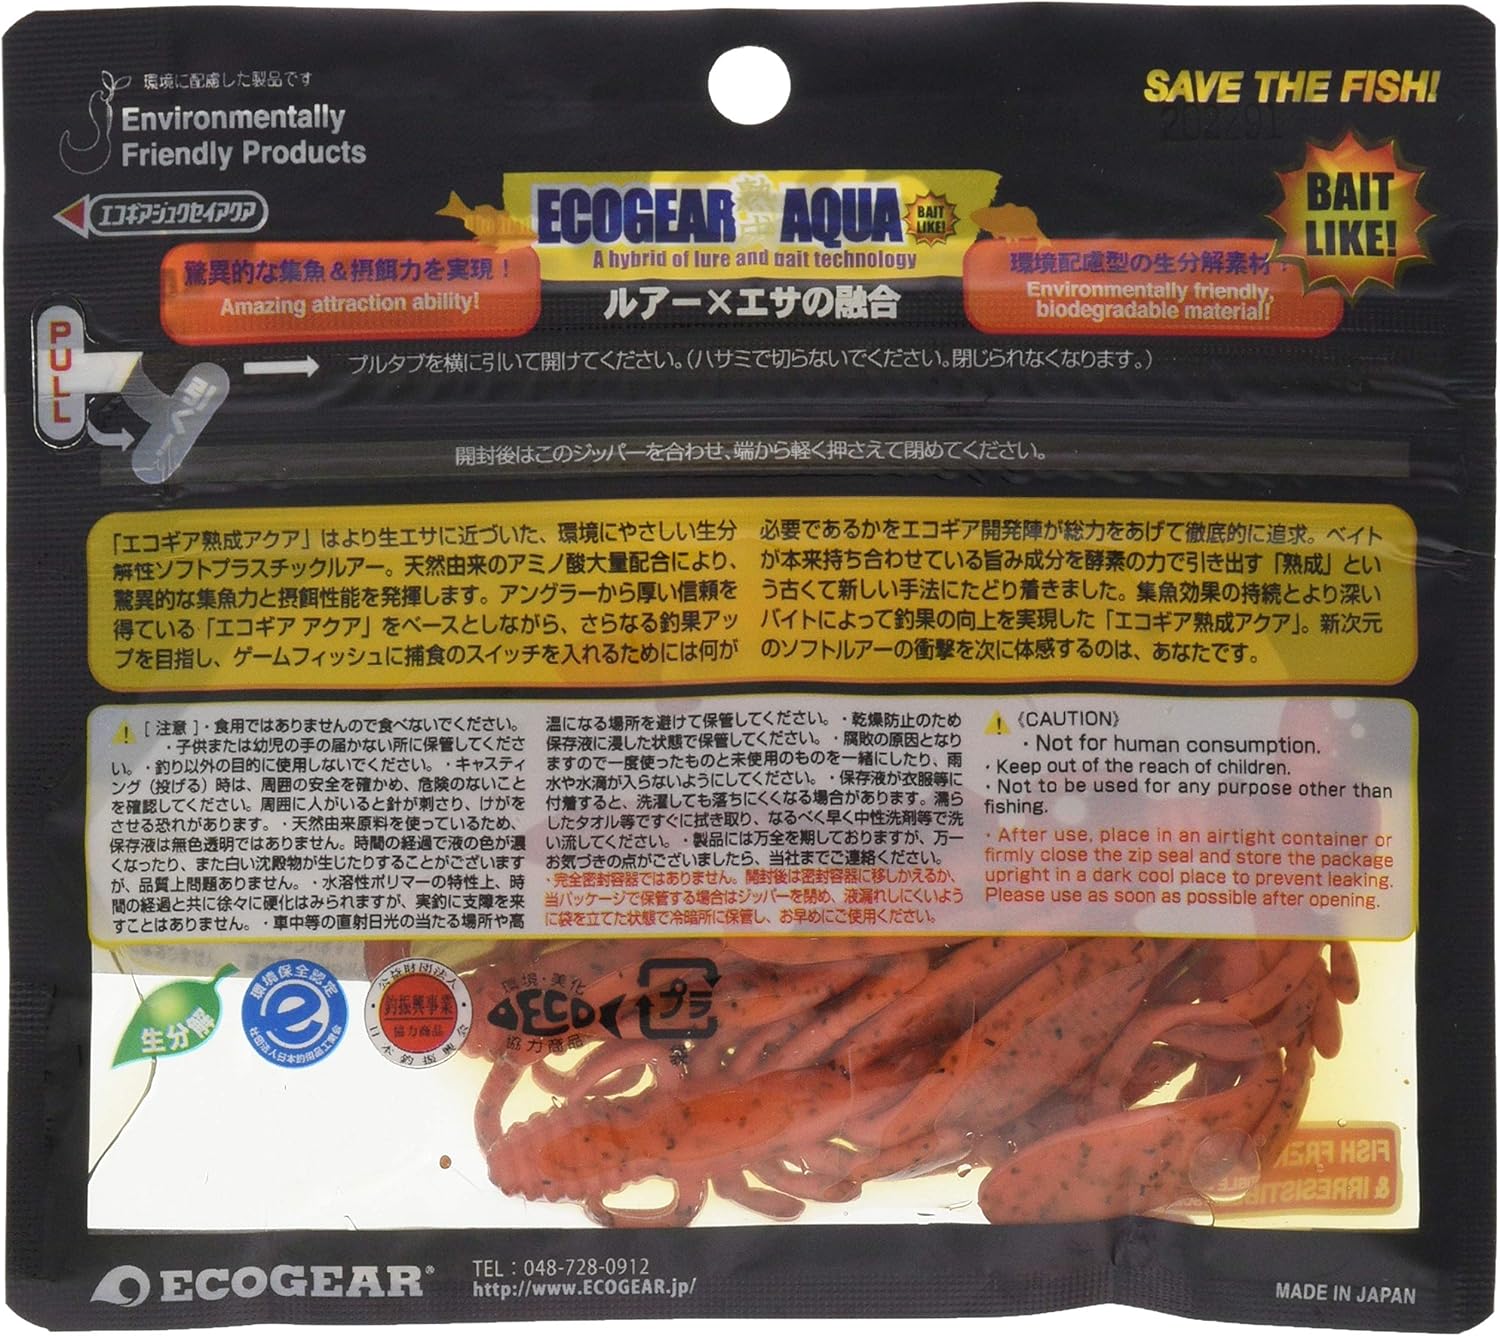 環境に配慮した製品です
Environmentally
Friendly Products
SAVE THE FISH!
BAIT
LIKE!
エコギアジュクセイアクア
ECOGEAR 熟成 AQUA
BAIT
LIKE!
A hybrid of lure and bait technology
ルアー×エサの融合
驚異的な集魚&摂餌力を実現!
Amazing attraction ability!
環境配慮型の生分解素材!
Environmentally friendly,
biodegradable material!
PULL
引く
プルタブを横に引いて開けてください。(ハサミで切らないでください。閉じられなくなります。)
開封後はこのジッパーを合わせ、端から軽く押さえて閉めてください。
「エコギア熟成アクア」はより生エサに近づいた、環境にやさしい生分
解性ソフトプラスチックルアー。天然由来のアミノ酸大量配合により、
驚異的な集魚力と摂餌性能を発揮します。アングラーから厚い信頼を
得ている「エコギア アクア」をベースとしながら、さらなる釣果アッ
プを目指し、ゲームフィッシュに捕食のスイッチを入れるためには何が
必要であるかをエコギア開発陣が総力をあげて徹底的に追求。ベイト
が本来持ち合わせている旨み成分を酵素の力で引き出す「熟成」とい
う古くて新しい手法にたどり着きました。集魚効果の持続とより深い
バイトによって釣果の向上を実現した「エコギア熟成アクア」。新次元
のソフトルアーの衝撃を次に体感するのは、あなたです。
[ 注意 ]・食用ではありませんので食べないでください。
・子供または幼児の手の届かない所に保管してくださ
い。・釣り以外の目的に使用しないでください。・キャスティ
ング(投げる)時は、周囲の安全を確かめ、危険のないこと
を確認してください。周囲に人がいると針が刺さり、けがを
させる恐れがあります。・天然由来原料を使っているため、
保存液は無色透明ではありません。時間の経過で液の色が濃
くなったり、また白い沈殿物が生じたりすることがございます
が、品質上問題ありません。・水溶性ポリマーの特性上、時
間の経過と共に徐々に硬化はみられますが、実釣に支障を来
すことはありません。・車中等の直射日光の当たる場所や高
温になる場所を避けて保管してください。・乾燥防止のため
保存液に浸した状態で保管してください。・腐敗の原因となり
ますので一度使ったものと未使用のものを一緒にしたり、雨
水や水滴が入らないようにしてください。・保存液が衣服等に
付着すると、洗濯しても落ちにくくなる場合があります。濡ら
したタオル等ですぐに拭き取り、なるべく早く中性洗剤等で洗
い流してください。・製品には万全を期しておりますが、万一
お気づきの点がございましたら、当社までご連絡ください。
・完全密封容器ではありません。開封後は密封容器に移しかえるか、
当パッケージで保管する場合はジッパーを閉め、液漏れしにくいよう
に袋を立てた状態で冷暗所に保管し、お早めにご使用ください。
《CAUTION》
・Not for human consumption.
・Keep out of the reach of children.
・Not to be used for any purpose other than
fishing.
・After use, place in an airtight container or
firmly close the zip seal and store the package
upright in a dark cool place to prevent leaking.
Please use as soon as possible after opening.
生分解
環境保全認定
e
社団法人日本釣用品工業会
公益財団法人
釣振興事業
協力商品
日本釣振興会
環境・美化
ECO
協力商品
プラ
袋
ECOGEAR®
TEL:048-728-0912
http://www.ECOGEAR.jp/
MADE IN JAPAN